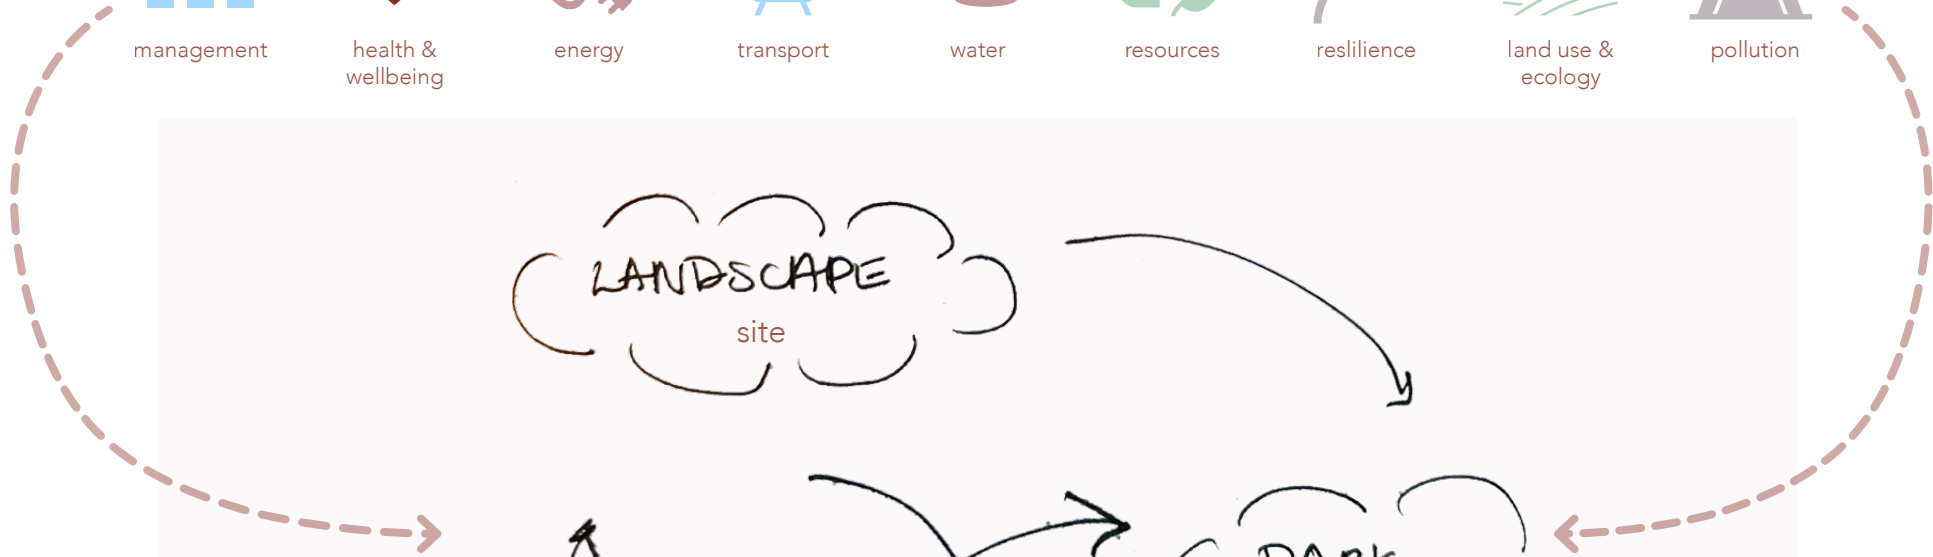 management
health &
wellbeing
energy
transport
water
resources
reslilience
land use &
ecology
pollution
LANDSCAPE
site